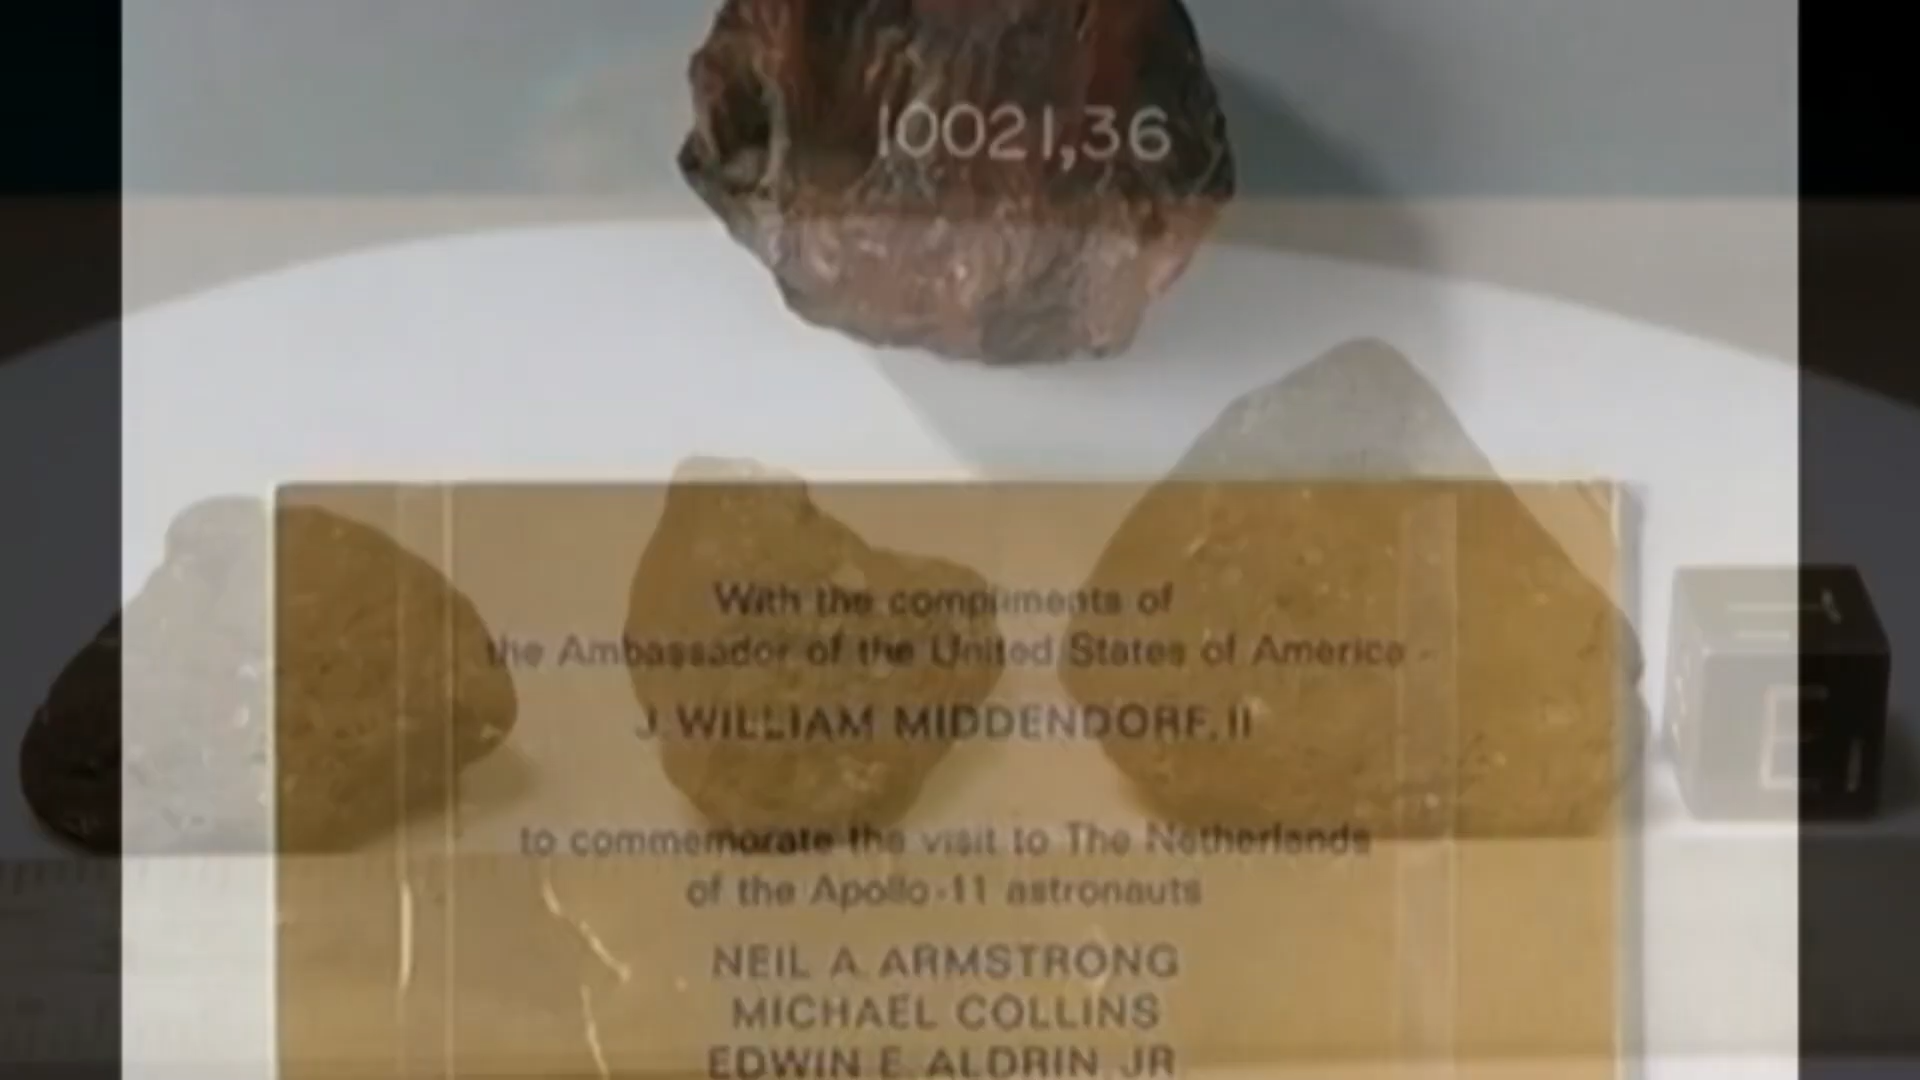 10021,36
With the compliments of
the Ambassador of the United States of America -
J. WILLIAM MIDDENDORF, II
to commemorate the visit to The Netherlands
of the Apollo-11 astronauts
NEIL A. ARMSTRONG
MICHAEL COLLINS
EDWIN E. ALDRIN, JR
E